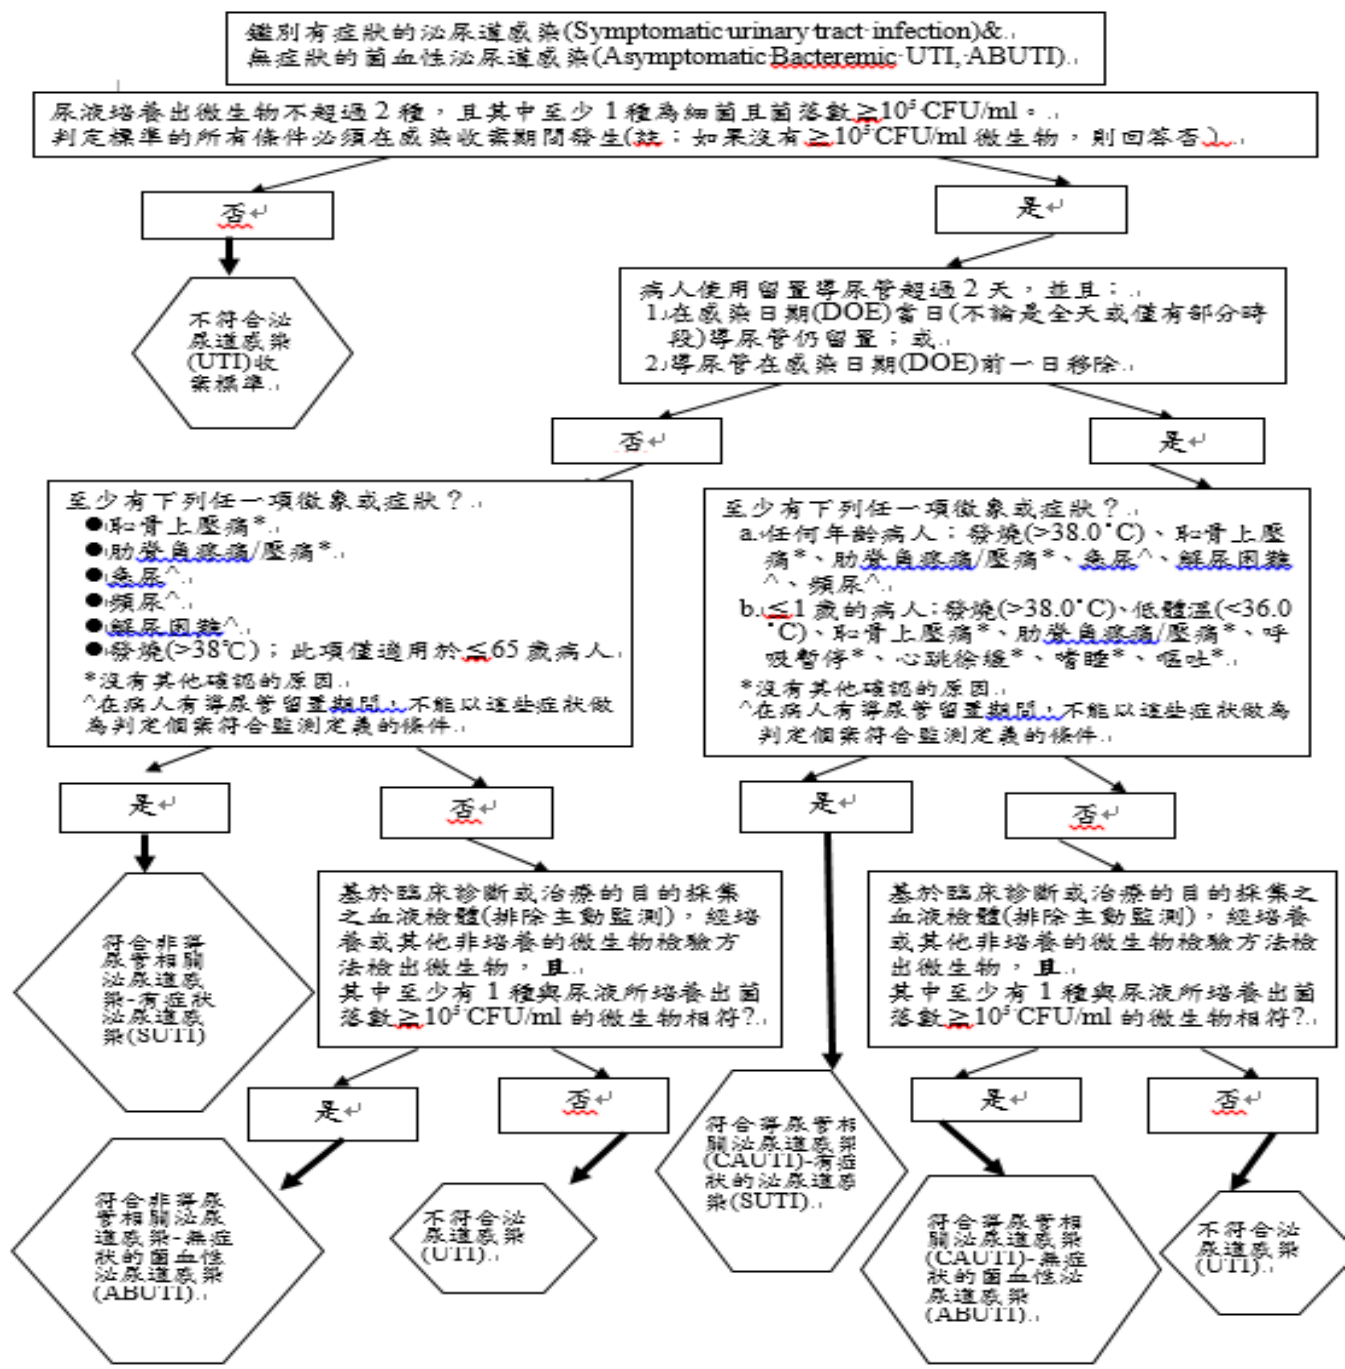 鑑別有症狀的泌尿道感染(Symptomatic urinary tract infection)&
無症狀的菌血性泌尿道感染(Asymptomatic Bacteremic UTI, ABUTI)
尿液培養出微生物不超過 2 種，且其中至少 1 種為細菌且菌落數≧10⁵ CFU/ml。
判定標準的所有條件必須在感染收案期間發生(註：如果沒有≧10⁵ CFU/ml 微生物，則回答否)
否
是
不符合泌
尿道感染
(UTI)收
案標準
病人使用留置導尿管超過 2 天，並且：
1.在感染日期(DOE)當日(不論是全天或僅有部分時
段)導尿管仍留置；或
2.導尿管在感染日期(DOE)前一日移除
否
是
至少有下列任一項徵象或症狀？
●恥骨上壓痛*
●肋脊角疼痛/壓痛*
●急尿^
●頻尿^
●解尿困難^
●發燒(>38℃)；此項僅適用於≦65 歲病人
*沒有其他確認的原因
^在病人有導尿管留置期間，不能以這些症狀做
為判定個案符合監測定義的條件
至少有下列任一項徵象或症狀？
a.任何年齡病人：發燒(>38.0°C)、恥骨上壓
痛*、肋脊角疼痛/壓痛*、急尿^、解尿困難
^、頻尿^
b.≦1 歲的病人：發燒(>38.0°C)、低體溫(<36.0
°C)、恥骨上壓痛*、肋脊角疼痛/壓痛*、呼
吸暫停*、心跳徐緩*、嗜睡*、嘔吐*
*沒有其他確認的原因
^在病人有導尿管留置期間，不能以這些症狀做為
判定個案符合監測定義的條件
是
否
是
否
符合非導
尿管相關
泌尿道感
染-有症狀
泌尿道感
染(SUTI)
基於臨床診斷或治療的目的採集
之血液檢體(排除主動監測)，經培
養或其他非培養的微生物檢驗方
法檢出微生物，且
其中至少有 1 種與尿液所培養出菌
落數≧10⁵ CFU/ml 的微生物相符?
基於臨床診斷或治療的目的採集之
血液檢體(排除主動監測)，經培養
或其他非培養的微生物檢驗方法檢
出微生物，且
其中至少有 1 種與尿液所培養出菌
落數≧10⁵ CFU/ml 的微生物相符?
是
否
是
否
符合非導尿
管相關泌尿
道感染-無症
狀的菌血性
泌尿道感染
(ABUTI)
不符合泌
尿道感染
(UTI)
符合導尿管相
關泌尿道感染
(CAUTI)-有症
狀的泌尿道感
染(SUTI)
符合導尿管相
關泌尿道感染
(CAUTI)-無症
狀的菌血性泌
尿道感染
(ABUTI)
不符合泌
尿道感染
(UTI)